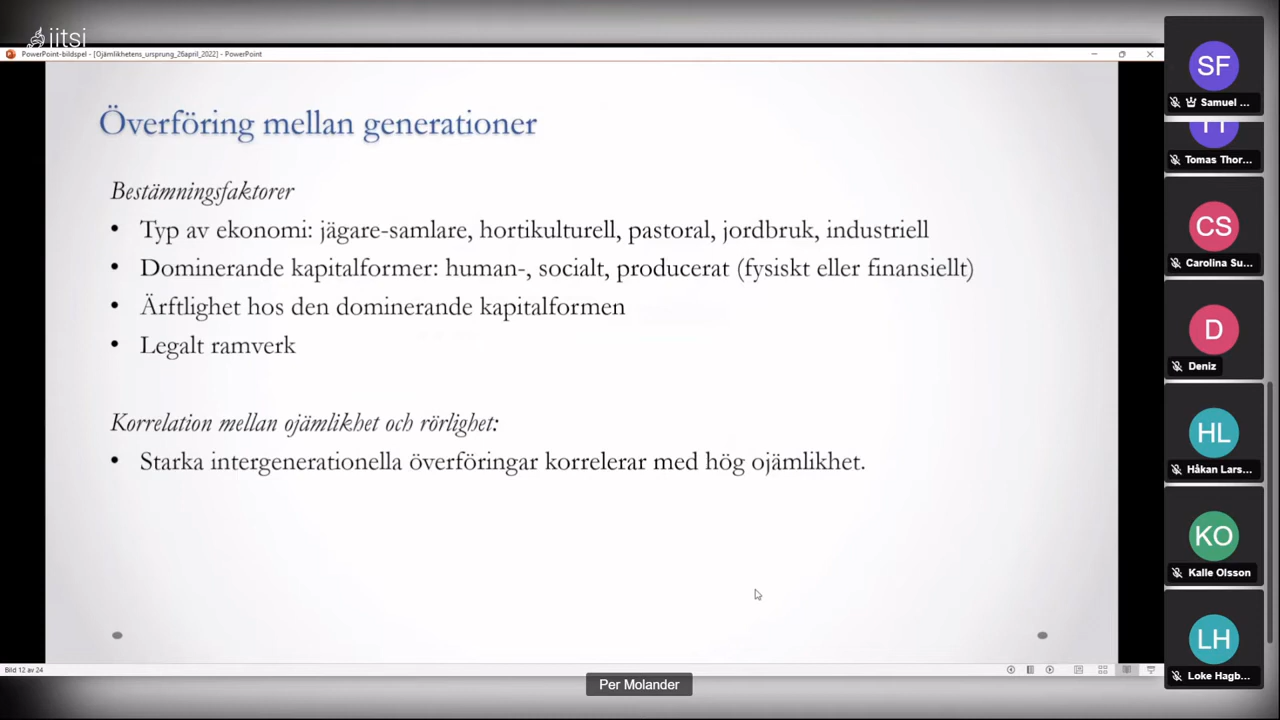 jitsi
PowerPoint-bildspel - [Ojämlikhetens_ursprung_26april_2022] - PowerPoint
Överföring mellan generationer
Bestämningsfaktorer
• Typ av ekonomi: jägare-samlare, hortikulturell, pastoral, jordbruk, industriell
• Dominerande kapitalformer: human-, socialt, producerat (fysiskt eller finansiellt)
• Ärftlighet hos den dominerande kapitalformen
• Legalt ramverk
Korrelation mellan ojämlikhet och rörlighet:
• Starka intergenerationella överföringar korrelerar med hög ojämlikhet.
Bild 12 av 24
Per Molander
SF
Samuel ...
TT
Tomas Thor...
CS
Carolina Su...
D
Deniz
HL
Håkan Lars...
KO
Kalle Olsson
LH
Loke Hagb...